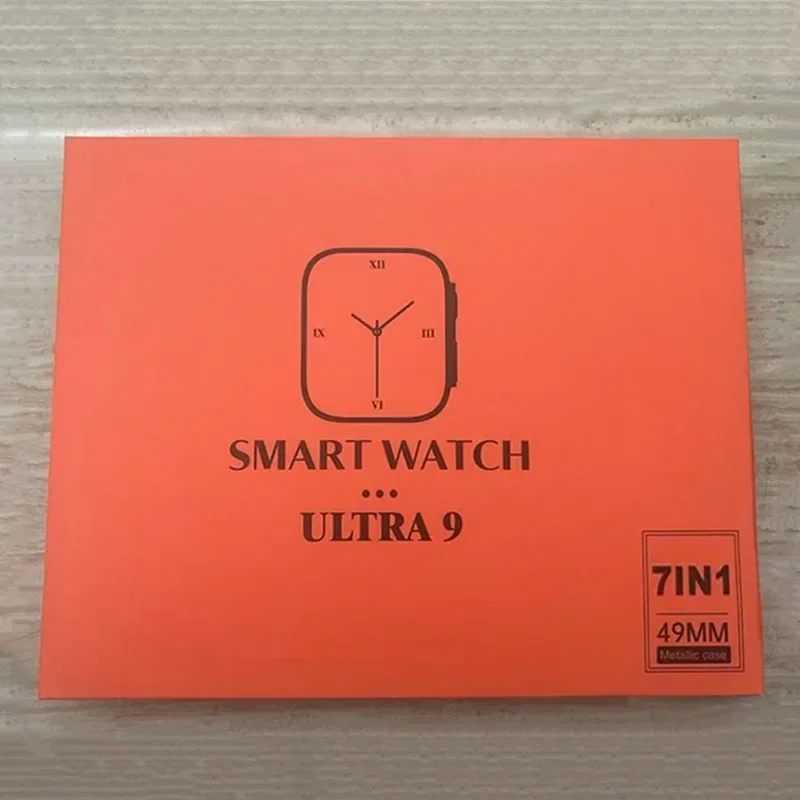 XII
IX
III
VI
SMART WATCH
ULTRA 9
7IN1
49MM
Metallic case